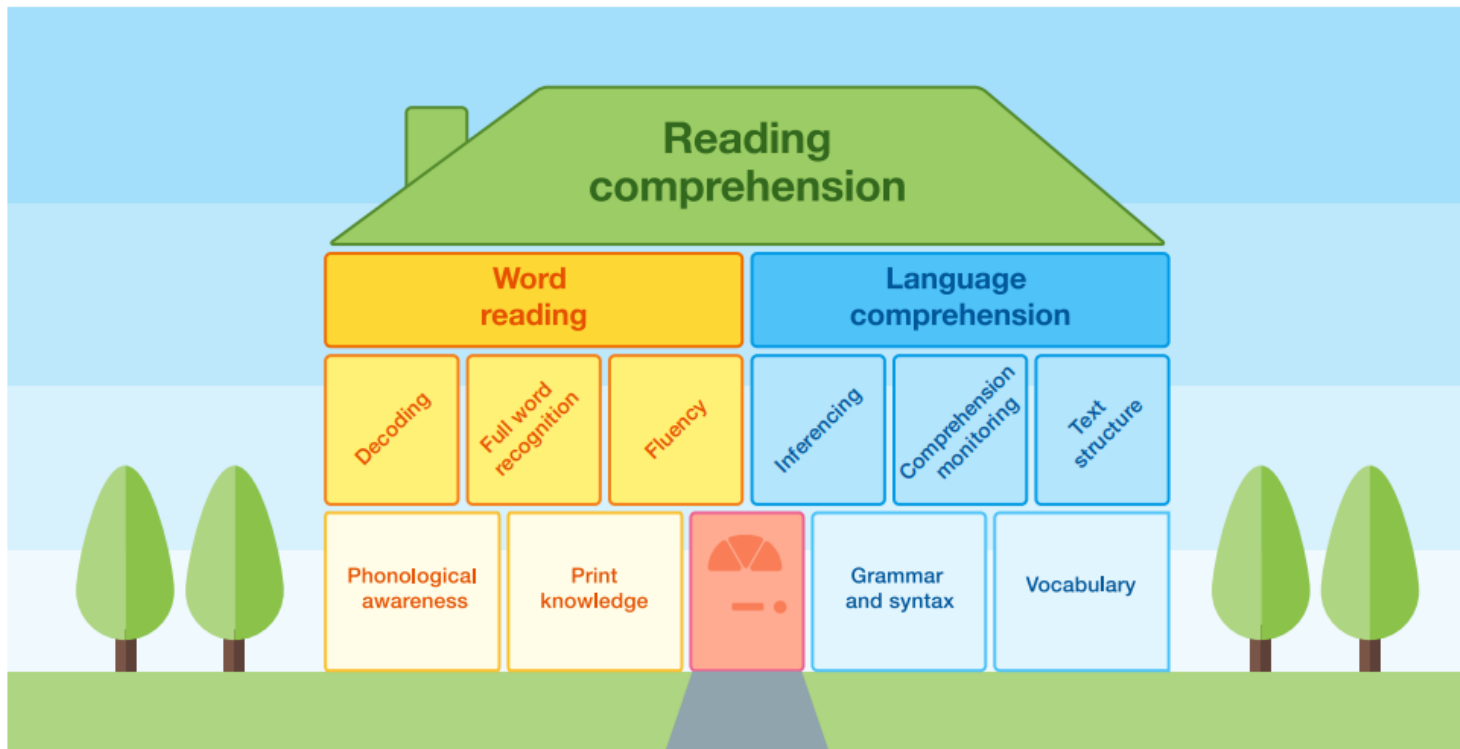 Reading
comprehension
Word
reading
Language
comprehension
Decoding
Full word
recognition
Fluency
Inferencing
Comprehension
monitoring
Text
structure
Phonological
awareness
Print
knowledge
Grammar
and syntax
Vocabulary